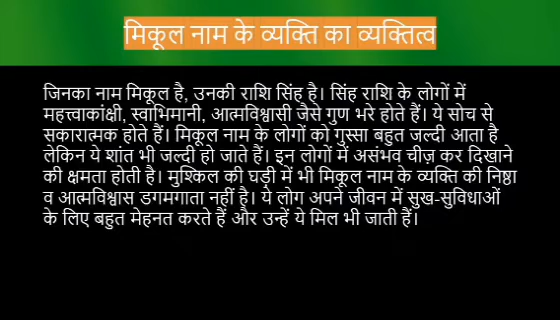 मिकूल नाम के व्यक्ति का व्यक्तित्व
जिनका नाम मिकूल है, उनकी राशि सिंह है। सिंह राशि के लोगों में
महत्त्वाकांक्षी, स्वाभिमानी, आत्मविश्वासी जैसे गुण भरे होते हैं। ये सोच से
सकारात्मक होते हैं। मिकूल नाम के लोगों को गुस्सा बहुत जल्दी आता है
लेकिन ये शांत भी जल्दी हो जाते हैं। इन लोगों में असंभव चीज़ कर दिखाने
की क्षमता होती है। मुश्किल की घड़ी में भी मिकूल नाम के व्यक्ति की निष्ठा
व आत्मविश्वास डगमगाता नहीं है। ये लोग अपने जीवन में सुख-सुविधाओं
के लिए बहुत मेहनत करते हैं और उन्हें ये मिल भी जाती हैं।